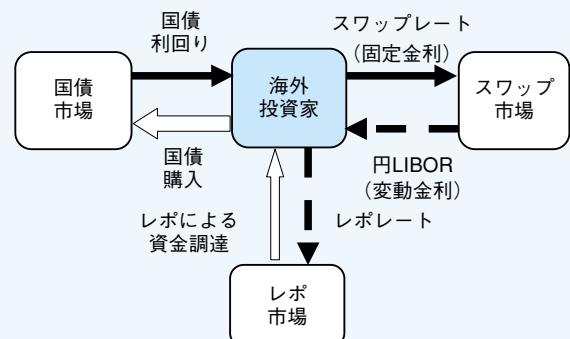 国債
利回り
スワップレート
（固定金利）
国債
市場
海外
投資家
スワップ
市場
国債
購入
円LIBOR
（変動金利）
レポによる
資金調達
レポレート
レポ
市場